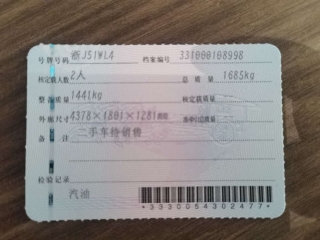 号牌号码 浙J51WL4 档案编号 331000108998
核定载人数 2人 总质量 1685kg
整备质量 1441kg 核定载质量
外廓尺寸 4378×1801×1281mm 准牵引总质量
备注 二手车待销售
检验记录
汽油
*3330054302477*